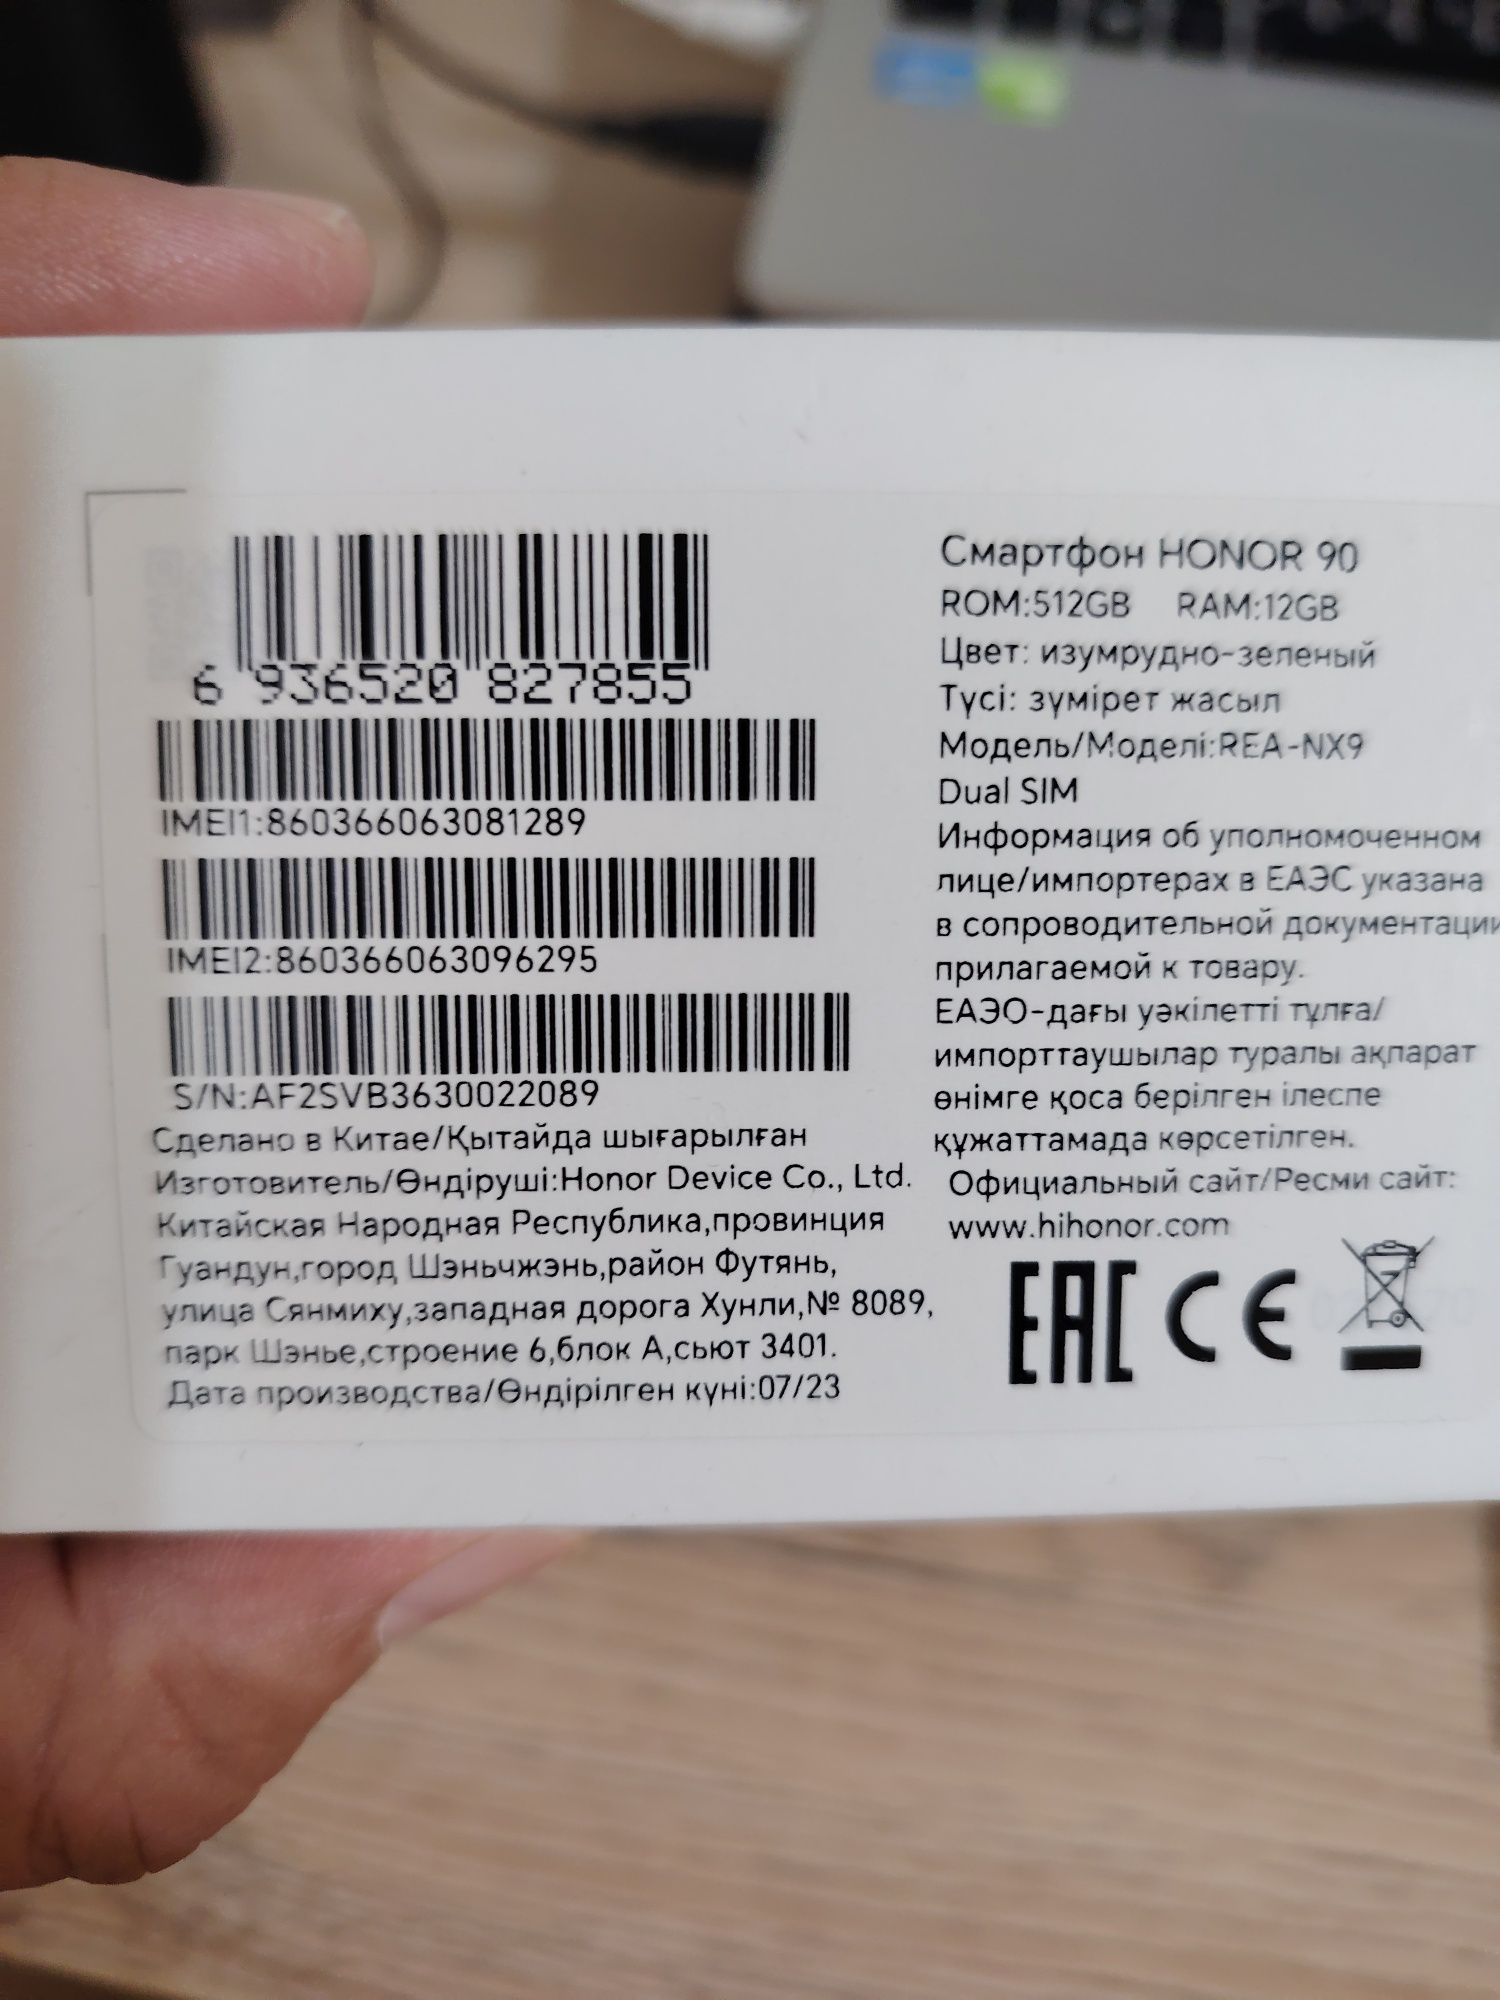 6 936520 827855
IMEI1:860366063081289
IMEI2:860366063096295
S/N:AF2SVB3630022089
Сделано в Китае/Қытайда шығарылған
Изготовитель/Өндіруші:Honor Device Co., Ltd.
Китайская Народная Республика,провинция
Гуандун,город Шэньчжэнь,район Футянь,
улица Сянмиху,западная дорога Хунли,№ 8089,
парк Шэнье,строение 6,блок А,сьют 3401.
Дата производства/Өндірілген күні:07/23
Смартфон HONOR 90
ROM:512GB RAM:12GB
Цвет: изумрудно-зеленый
Түсі: зүмірет жасыл
Модель/Моделі:REA-NX9
Dual SIM
Информация об уполномоченном
лице/импортерах в ЕАЭС указана
в сопроводительной документации
прилагаемой к товару.
ЕАЭО-дағы уәкілетті тұлға/
импорттаушылар туралы ақпарат
өнімге қоса берілген ілеспе
құжаттамада көрсетілген.
Официальный сайт/Ресми сайт:
www.hihonor.com
EAC CE